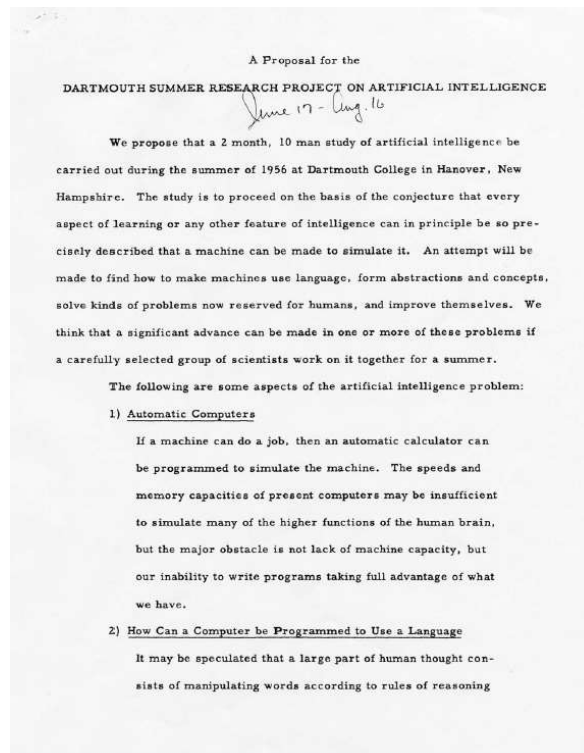 A Proposal for the
DARTMOUTH SUMMER RESEARCH PROJECT ON ARTIFICIAL INTELLIGENCE
June 17 - Aug. 16
We propose that a 2 month, 10 man study of artificial intelligence be
carried out during the summer of 1956 at Dartmouth College in Hanover, New
Hampshire. The study is to proceed on the basis of the conjecture that every
aspect of learning or any other feature of intelligence can in principle be so pre-
cisely described that a machine can be made to simulate it. An attempt will be
made to find how to make machines use language, form abstractions and concepts,
solve kinds of problems now reserved for humans, and improve themselves. We
think that a significant advance can be made in one or more of these problems if
a carefully selected group of scientists work on it together for a summer.
The following are some aspects of the artificial intelligence problem:
1) Automatic Computers
If a machine can do a job, then an automatic calculator can
be programmed to simulate the machine. The speeds and
memory capacities of present computers may be insufficient
to simulate many of the higher functions of the human brain,
but the major obstacle is not lack of machine capacity, but
our inability to write programs taking full advantage of what
we have.
2) How Can a Computer be Programmed to Use a Language
It may be speculated that a large part of human thought con-
sists of manipulating words according to rules of reasoning